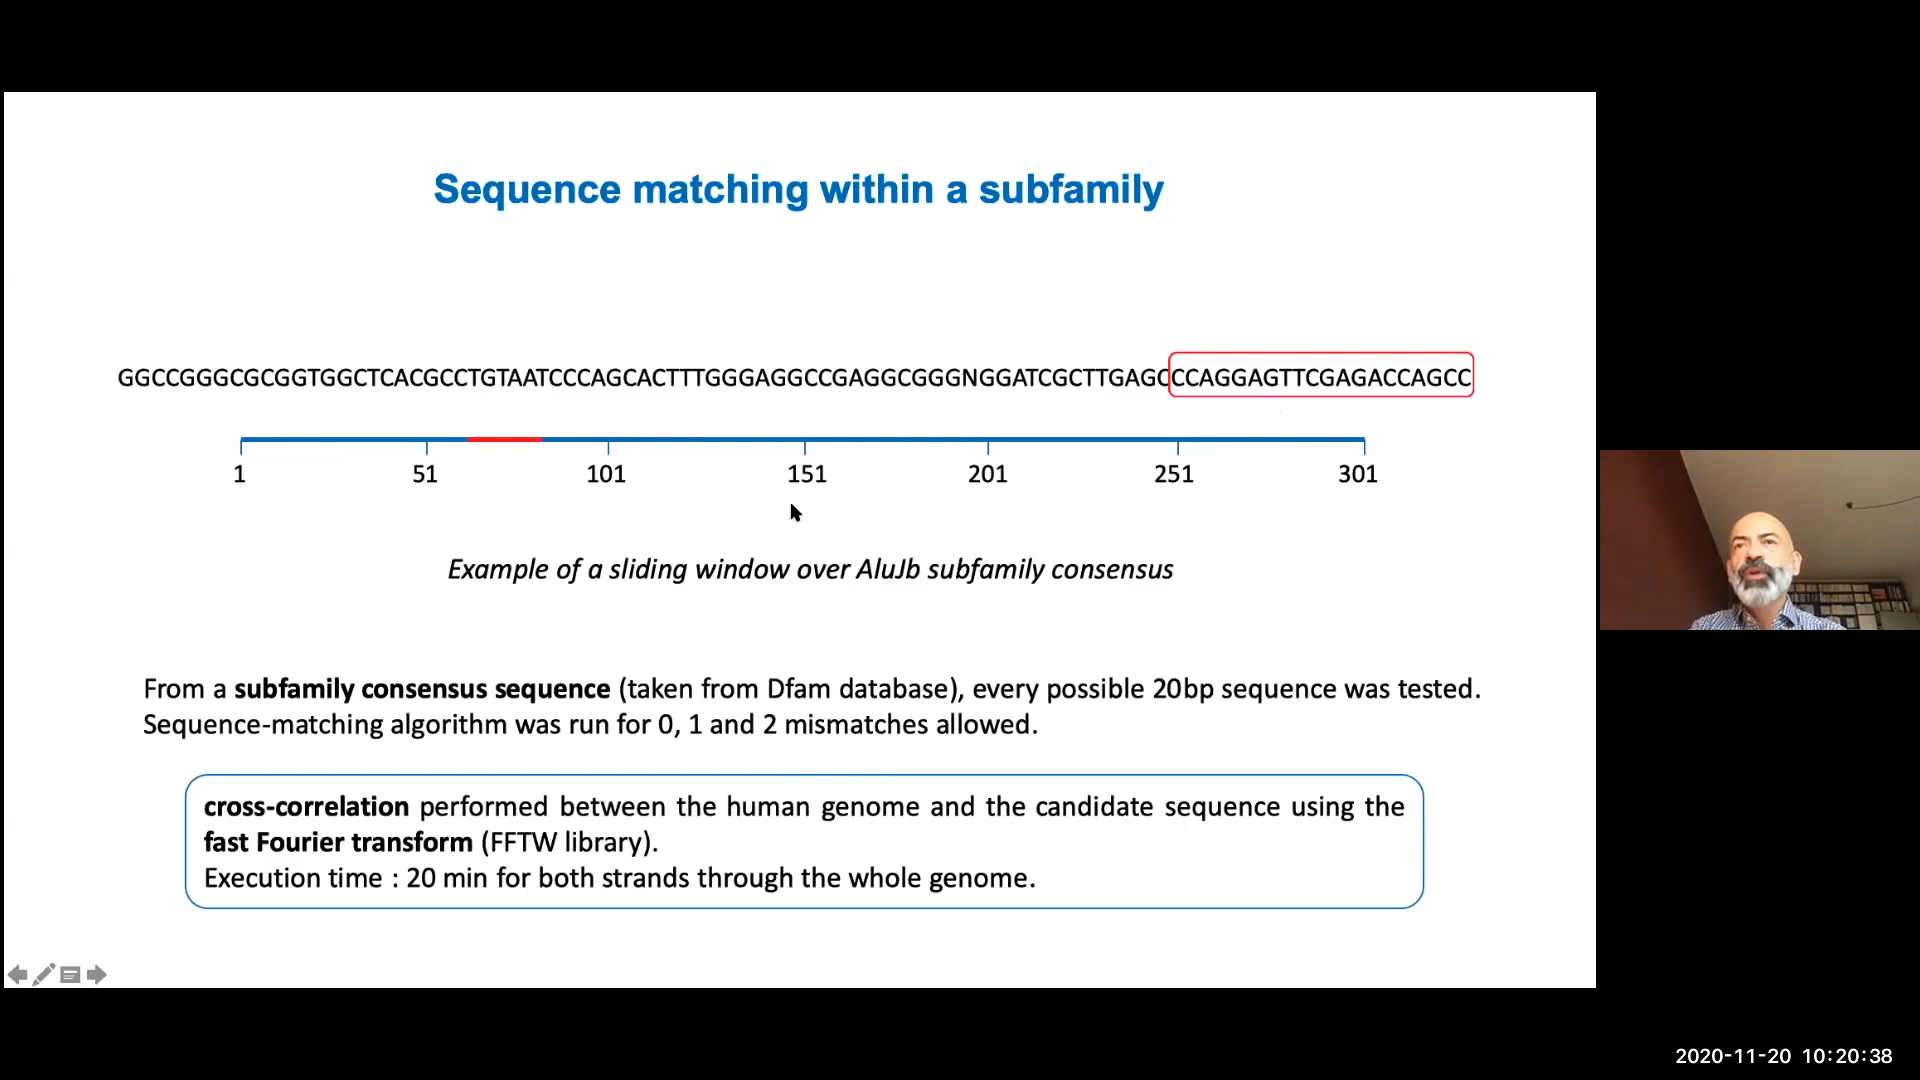 Sequence matching within a subfamily
GGCCGGGCGCGGTGGCTCACGCCTGTAATCCCAGCACTTTGGGAGGCCGAGGCGGGNGGATCGCTTGAGCCCAGGAGTTCGAGACCAGCC
1 51 101 151 201 251 301
Example of a sliding window over AluJb subfamily consensus
From a subfamily consensus sequence (taken from Dfam database), every possible 20bp sequence was tested.
Sequence-matching algorithm was run for 0, 1 and 2 mismatches allowed.
cross-correlation performed between the human genome and the candidate sequence using the
fast Fourier transform (FFTW library).
Execution time : 20 min for both strands through the whole genome.
2020-11-20 10:20:38